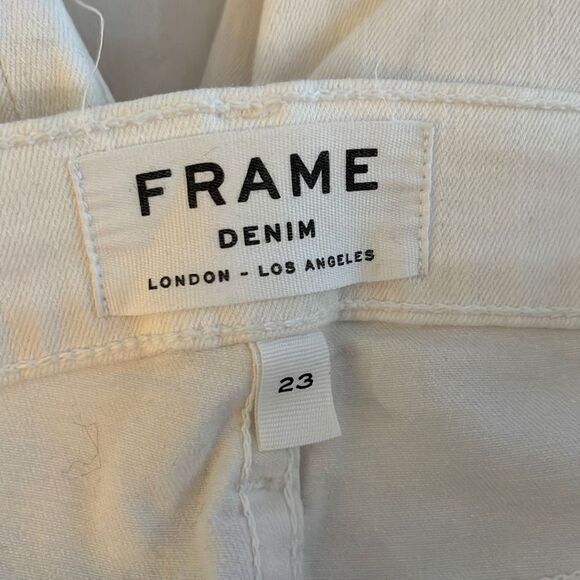 FRAME
DENIM
LONDON - LOS ANGELES
23